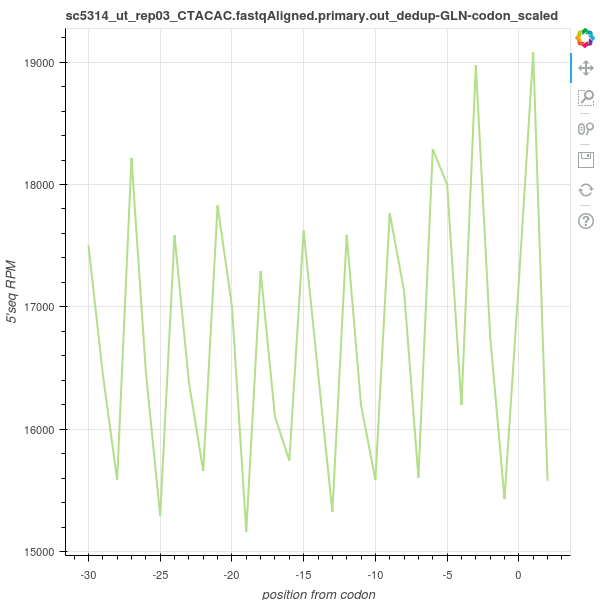 sc5314_ut_rep03_CTACAC.fastqAligned.primary.out_dedup-GLN-codon_scaled
19000
18000
17000
16000
15000
5'seq RPM
-30 -25 -20 -15 -10 -5 0
position from codon